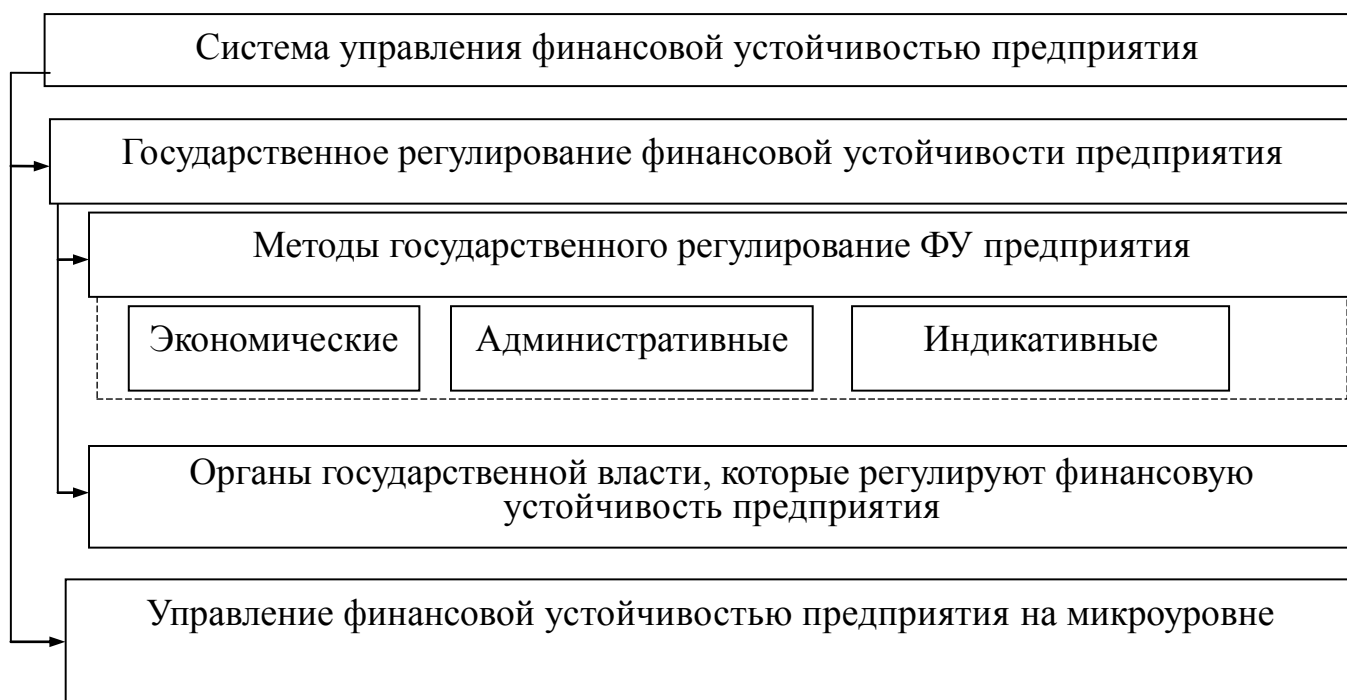 Система управления финансовой устойчивостью предприятия
Государственное регулирование финансовой устойчивости предприятия
Методы государственного регулирование ФУ предприятия
Экономические
Административные
Индикативные
Органы государственной власти, которые регулируют финансовую
устойчивость предприятия
Управление финансовой устойчивостью предприятия на микроуровне